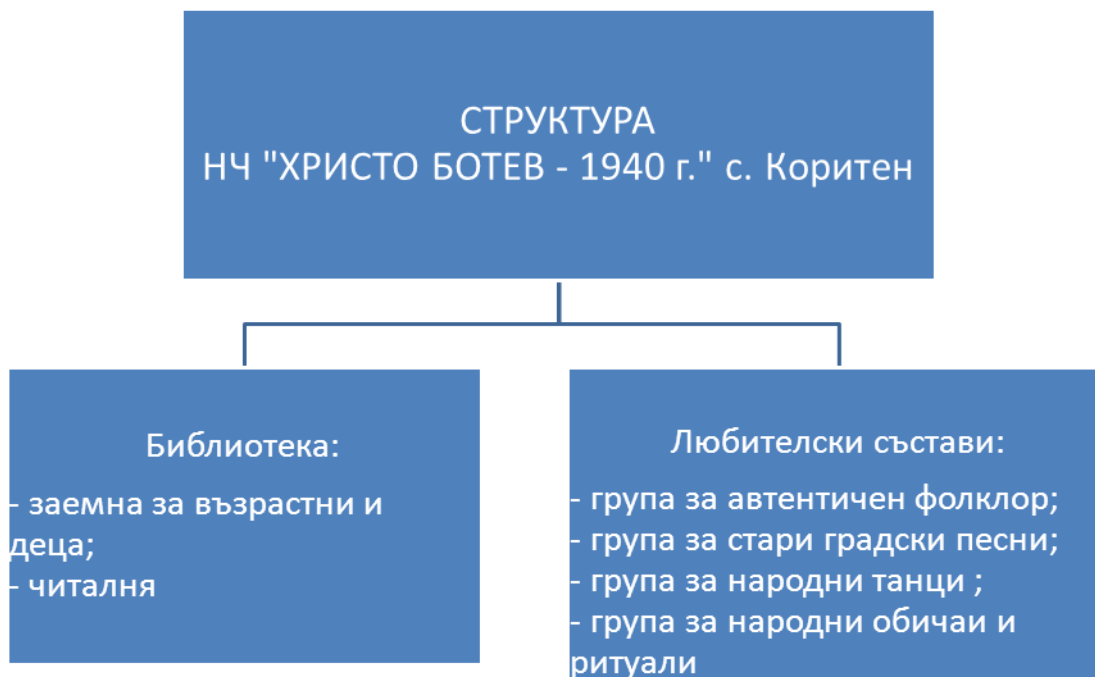 СТРУКТУРА
НЧ "ХРИСТО БОТЕВ - 1940 г." с. Коритен
Библиотека:
- заемна за възрастни и
деца;
- читалня
Любителски състави:
- група за автентичен фолклор;
- група за стари градски песни;
- група за народни танци ;
- група за народни обичаи и
ритуали